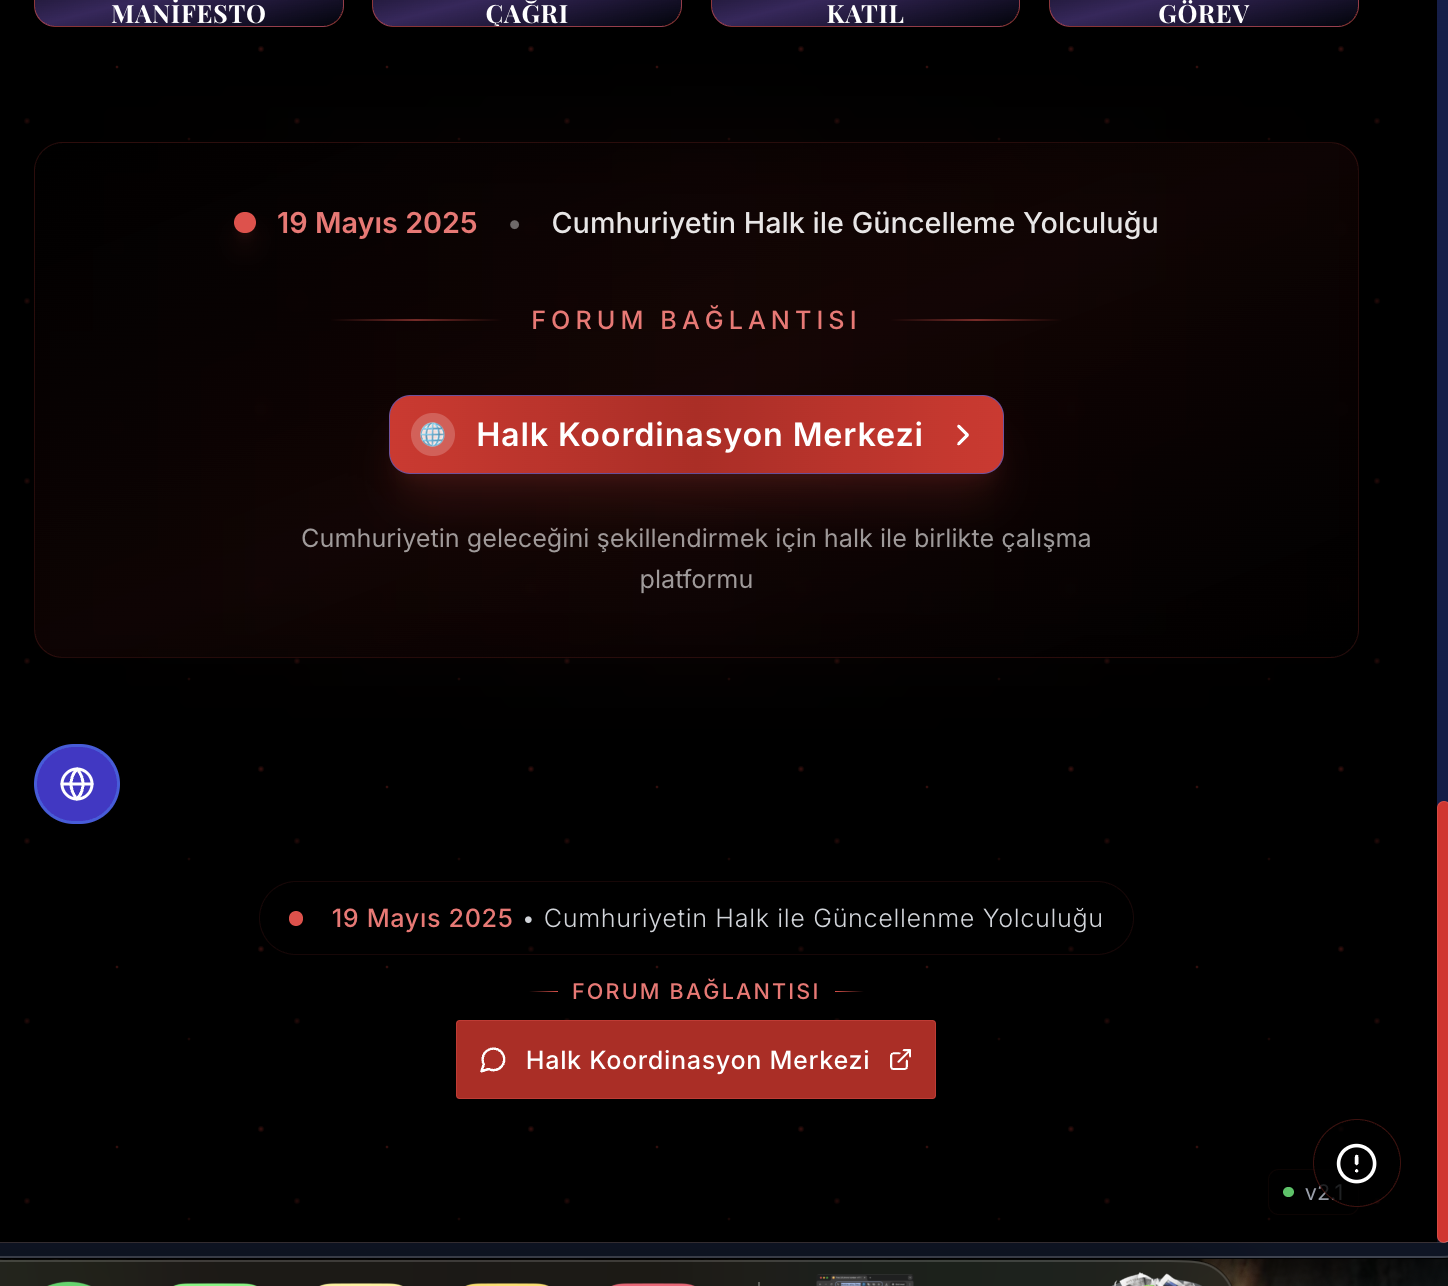 MANİFESTO
ÇAĞRI
KATIL
GÖREV
19 Mayıs 2025 • Cumhuriyetin Halk ile Güncelleme Yolculuğu
FORUM BAĞLANTISI
Halk Koordinasyon Merkezi
Cumhuriyetin geleceğini şekillendirmek için halk ile birlikte çalışma
platformu
19 Mayıs 2025 • Cumhuriyetin Halk ile Güncellenme Yolculuğu
FORUM BAĞLANTISI
Halk Koordinasyon Merkezi
v2.1